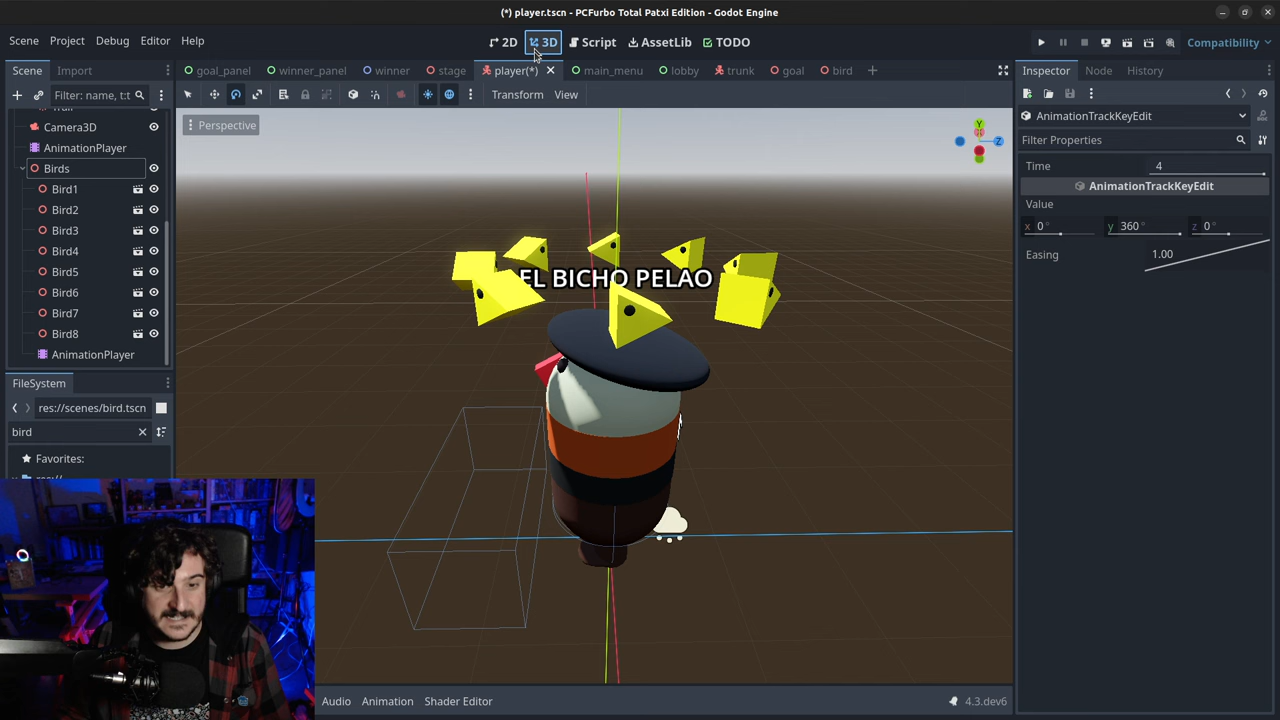 (*) player.tscn - PCFurbo Total Patxi Edition - Godot Engine
Scene Project Debug Editor Help
2D 3D Script AssetLib TODO
Compatibility
Scene Import
goal_panel winner_panel winner stage player(*) main_menu lobby trunk goal bird
Inspector Node History
Filter: name, t:t
Transform View
Perspective
Camera3D
AnimationPlayer
Birds
Bird1
Bird2
Bird3
Bird4
Bird5
Bird6
Bird7
Bird8
AnimationPlayer
FileSystem
res://scenes/bird.tscn
bird
Favorites:
EL BICHO PELAO
Y
Z
AnimationTrackKeyEdit
Filter Properties
Time 4
AnimationTrackKeyEdit
Value
x 0° y 360° z 0°
Easing 1.00
Audio Animation Shader Editor
4.3.dev6